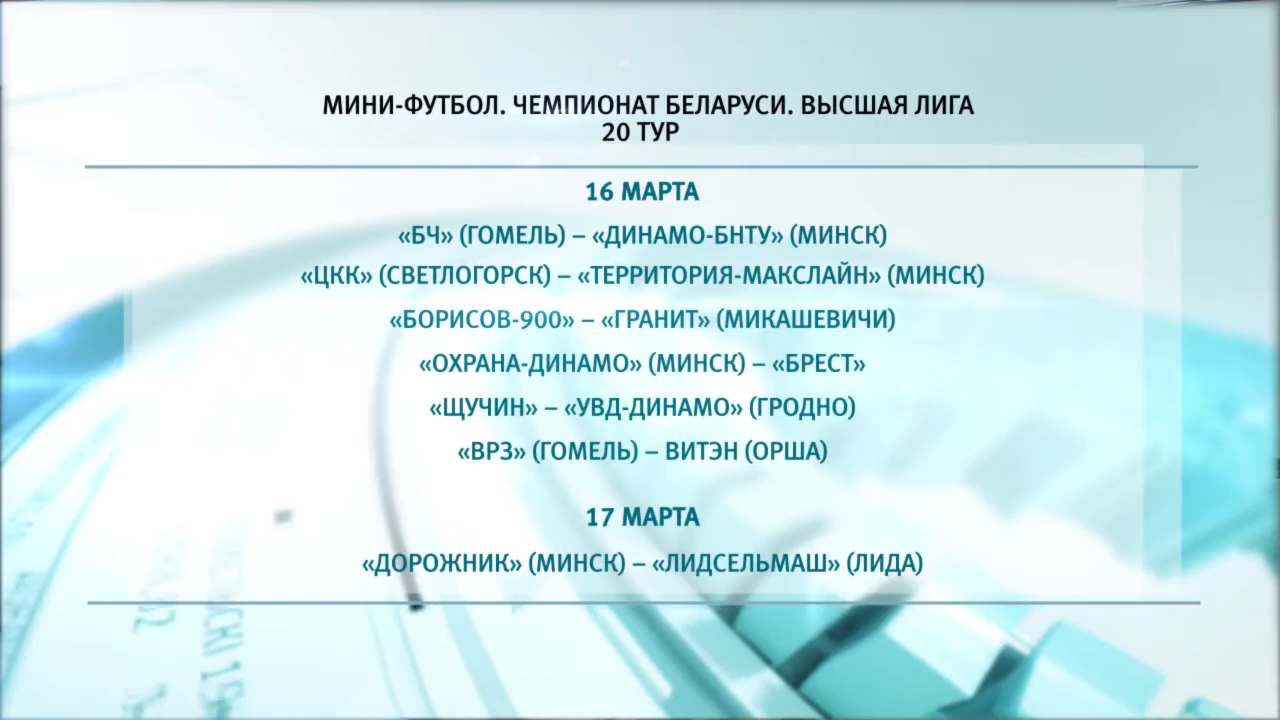 МИНИ-ФУТБОЛ. ЧЕМПИОНАТ БЕЛАРУСИ. ВЫСШАЯ ЛИГА
20 ТУР
16 МАРТА
«БЧ» (ГОМЕЛЬ) – «ДИНАМО-БНТУ» (МИНСК)
«ЦКК» (СВЕТЛОГОРСК) – «ТЕРРИТОРИЯ-МАКСЛАЙН» (МИНСК)
«БОРИСОВ-900» – «ГРАНИТ» (МИКАШЕВИЧИ)
«ОХРАНА-ДИНАМО» (МИНСК) – «БРЕСТ»
«ЩУЧИН» – «УВД-ДИНАМО» (ГРОДНО)
«ВРЗ» (ГОМЕЛЬ) – ВИТЭН (ОРША)
17 МАРТА
«ДОРОЖНИК» (МИНСК) – «ЛИДСЕЛЬМАШ» (ЛИДА)